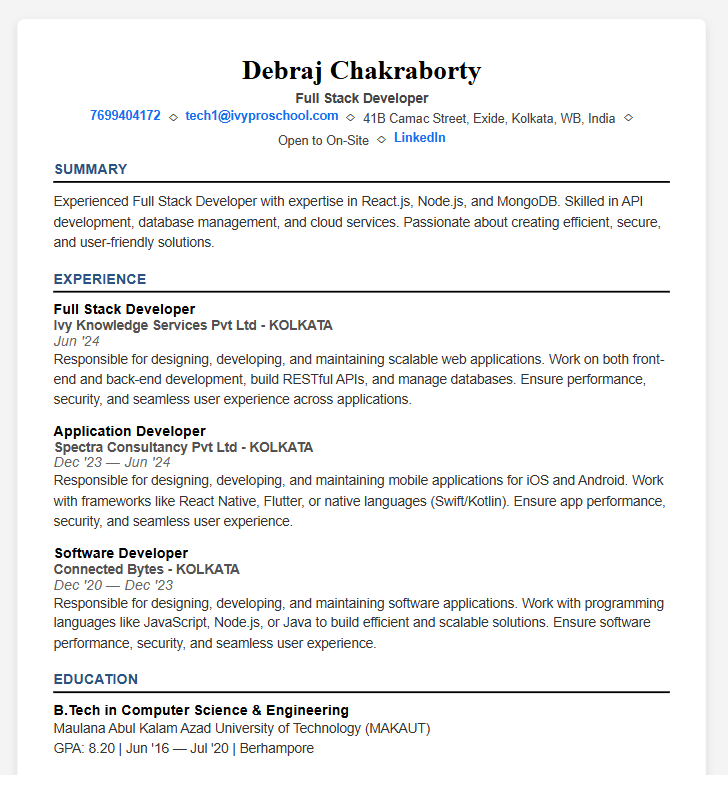 Debraj Chakraborty
Full Stack Developer
7699404172 ◇ tech1@ivyproschool.com ◇ 41B Camac Street, Exide, Kolkata, WB, India ◇
Open to On-Site ◇ LinkedIn
SUMMARY
Experienced Full Stack Developer with expertise in React.js, Node.js, and MongoDB. Skilled in API
development, database management, and cloud services. Passionate about creating efficient, secure,
and user-friendly solutions.
EXPERIENCE
Full Stack Developer
Ivy Knowledge Services Pvt Ltd - KOLKATA
Jun '24
Responsible for designing, developing, and maintaining scalable web applications. Work on both front-
end and back-end development, build RESTful APIs, and manage databases. Ensure performance,
security, and seamless user experience across applications.
Application Developer
Spectra Consultancy Pvt Ltd - KOLKATA
Dec '23 — Jun '24
Responsible for designing, developing, and maintaining mobile applications for iOS and Android. Work
with frameworks like React Native, Flutter, or native languages (Swift/Kotlin). Ensure app performance,
security, and seamless user experience.
Software Developer
Connected Bytes - KOLKATA
Dec '20 — Dec '23
Responsible for designing, developing, and maintaining software applications. Work with programming
languages like JavaScript, Node.js, or Java to build efficient and scalable solutions. Ensure software
performance, security, and seamless user experience.
EDUCATION
B.Tech in Computer Science & Engineering
Maulana Abul Kalam Azad University of Technology (MAKAUT)
GPA: 8.20 | Jun '16 — Jul '20 | Berhampore